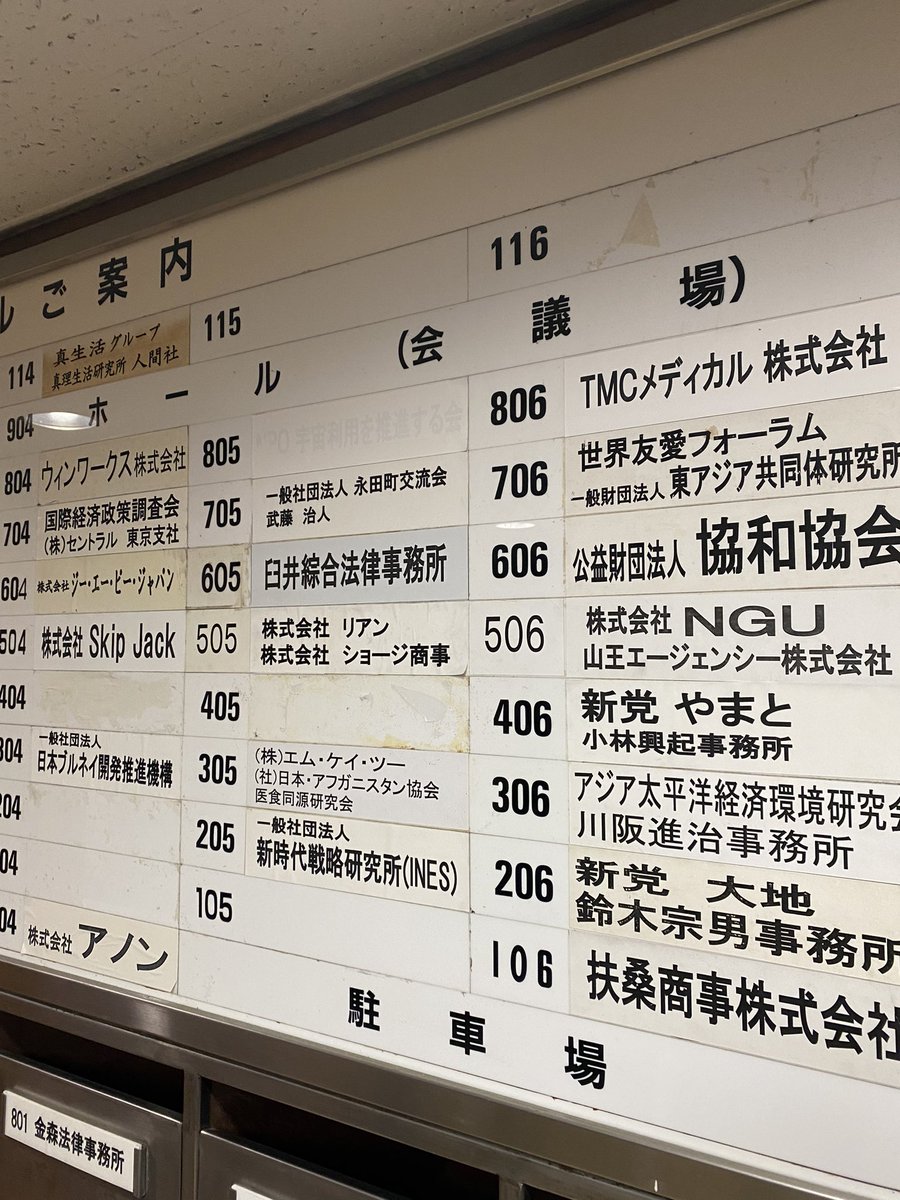 ルご案内
114 真生活グループ
真理生活研究所 人間社
115
116
904 ホール (会議場)
804 ウィンワークス株式会社
805 宇宙利用を推進する会
806 TMCメディカル 株式会社
704 国際経済政策調査会
(株)セントラル 東京支社
705 一般社団法人 永田町交流会
武藤 治人
706 世界友愛フォーラム
一般財団法人 東アジア共同体研究所
604 株式会社 ジー・エー・ピー・ジャパン
605 臼井綜合法律事務所
606 公益財団法人 協和協会
504 株式会社 Skip Jack
505 株式会社 リアン
株式会社 ショージ商事
506 株式会社 NGU
山王エージェンシー株式会社
404
405
406 新党 やまと
小林興起事務所
304 一般社団法人
日本ブルネイ開発推進機構
305 (株)エム・ケイ・ツー
(社)日本・アフガニスタン協会
医食同源研究会
306 アジア太平洋経済環境研究会
川阪進治事務所
204
205 一般社団法人
新時代戦略研究所(INES)
206 新党 大地
鈴木宗男事務所
04
105
106 扶桑商事株式会社
04 株式会社 アノン
駐車場
801 金森法律事務所